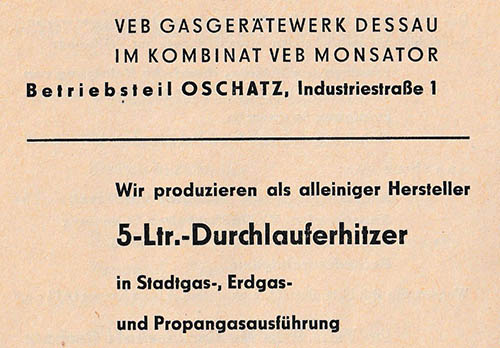 VEB GASGERÄTEWERK DESSAU
IM KOMBINAT VEB MONSATOR
Betriebsteil OSCHATZ, Industriestraße 1
Wir produzieren als alleiniger Hersteller
5-Ltr.-Durchlauferhitzer
in Stadtgas-, Erdgas-
und Propangasausführung